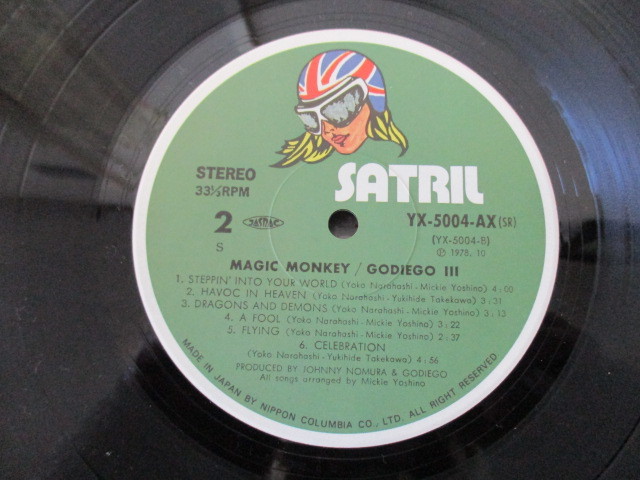 SATRIL
STEREO
33⅓RPM
2
S
JASRAC
YX-5004-AX(SR)
(YX-5004-B)
Ⓟ 1978. 10
MAGIC MONKEY / GODIEGO III
1. STEPPIN' INTO YOUR WORLD (Yoko Narahashi - Mickie Yoshino) 4:00
2. HAVOC IN HEAVEN (Yoko Narahashi - Yukihide Takekawa) 3:31
3. DRAGONS AND DEMONS (Yoko Narahashi - Mickie Yoshino) 3:13
4. A FOOL (Yoko Narahashi - Mickie Yoshino) 3:22
5. FLYING (Yoko Narahashi - Mickie Yoshino) 2:37
6. CELEBRATION
(Yoko Narahashi - Yukihide Takekawa) 4:56
PRODUCED BY JOHNNY NOMURA & GODIEGO
All songs arranged by Mickie Yoshino
MADE IN JAPAN BY NIPPON COLUMBIA CO., LTD. ALL RIGHT RESERVED